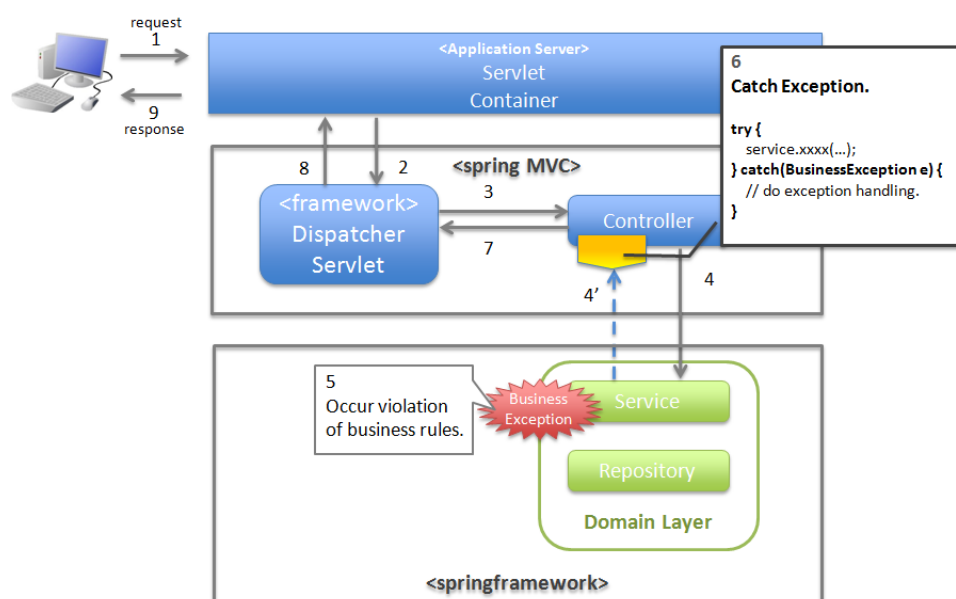 request
1
9
response
<Application Server>
Servlet
Container
6
Catch Exception.
try {
service.xxxx(...);
} catch(BusinessException e) {
// do exception handling.
}
8
2
<spring MVC>
<framework>
Dispatcher
Servlet
3
7
Controller
4'
4
5
Occur violation
of business rules.
Business
Exception
Service
Repository
Domain Layer
<springframework>